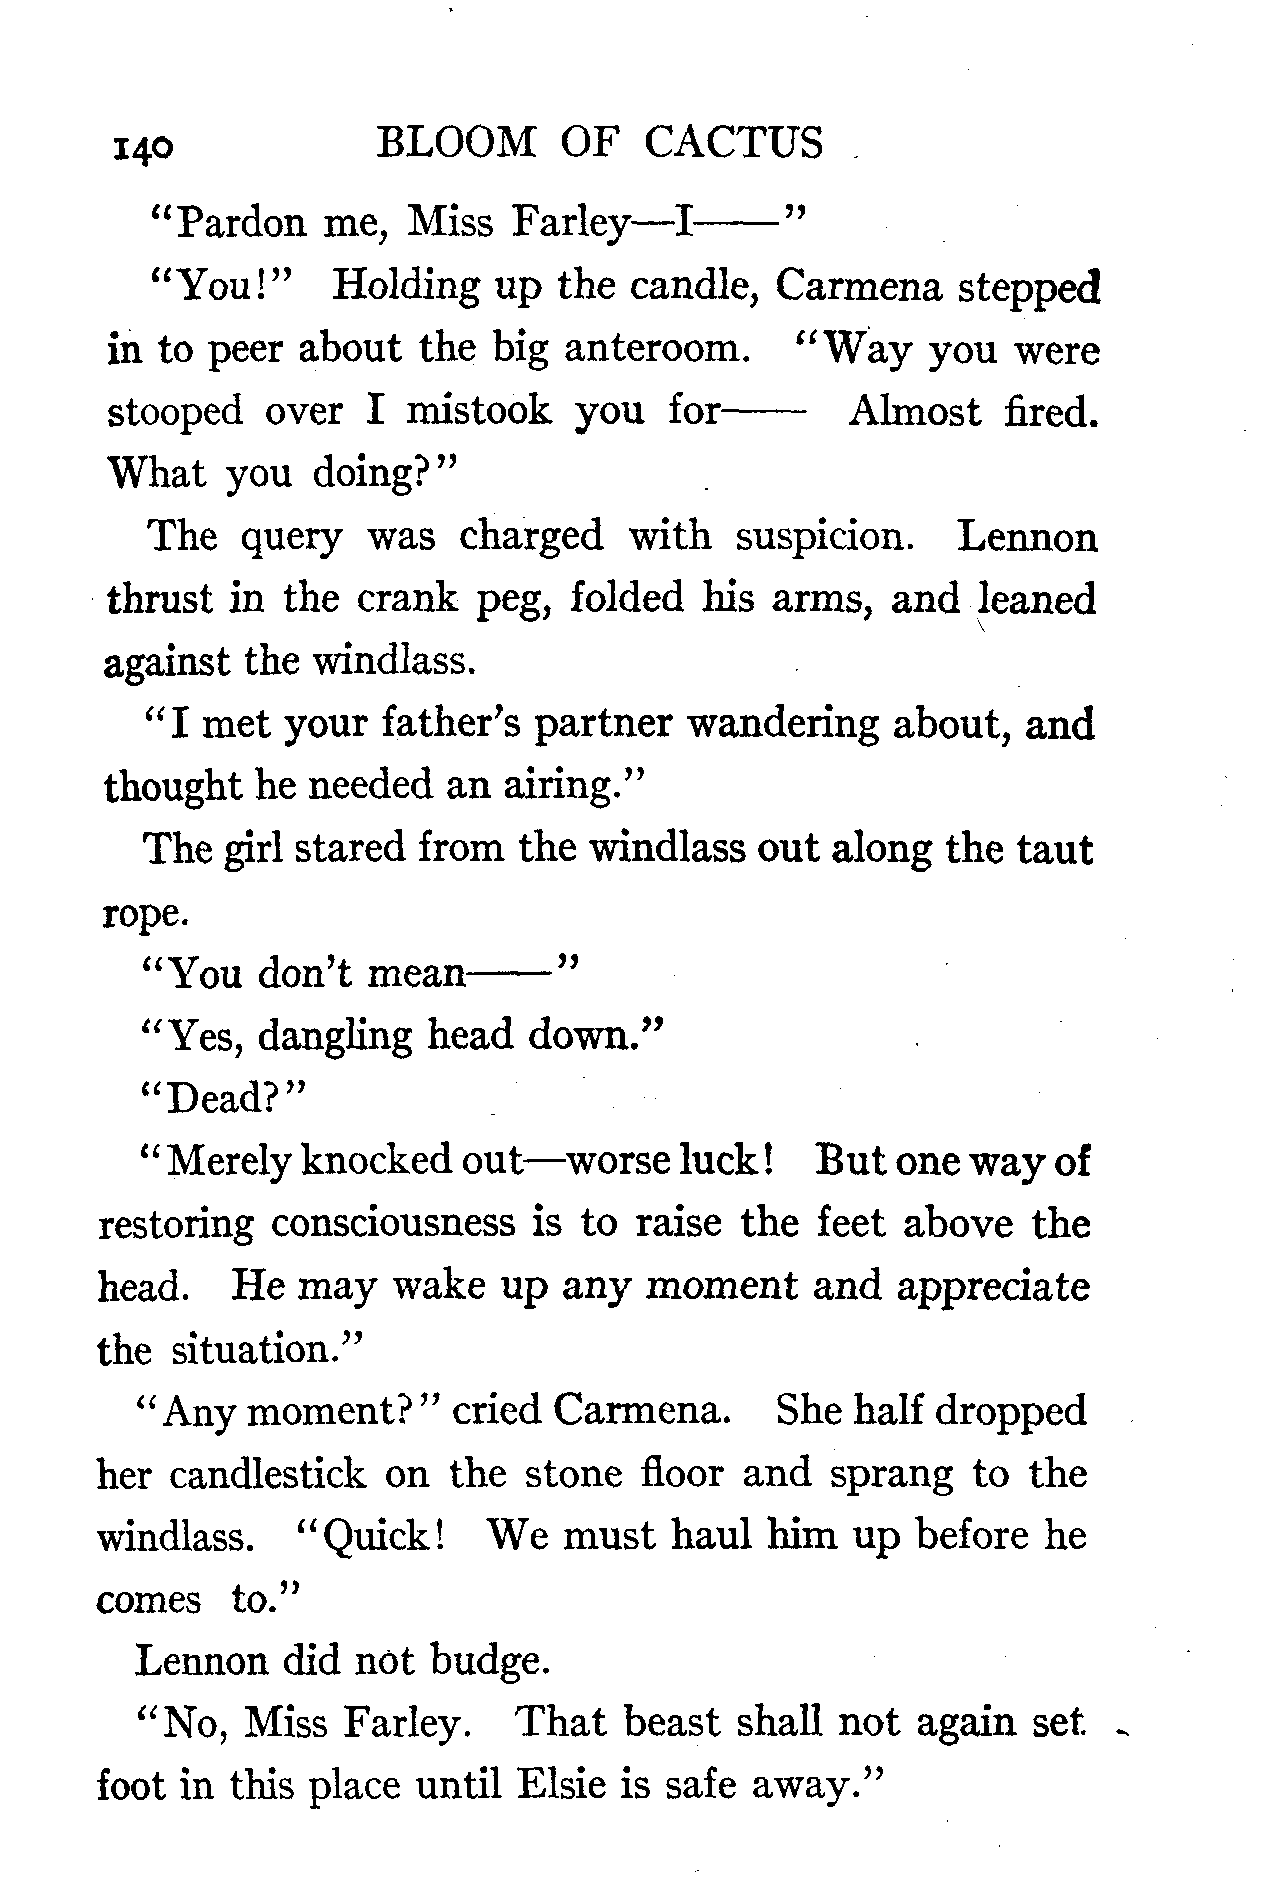 140 BLOOM OF CACTUS
“Pardon me, Miss Farley—I——”
“You!” Holding up the candle, Carmena stepped
in to peer about the big anteroom. “Way you were
stooped over I mistook you for—— Almost fired.
What you doing?”
The query was charged with suspicion. Lennon
thrust in the crank peg, folded his arms, and leaned
against the windlass.
“I met your father’s partner wandering about, and
thought he needed an airing.”
The girl stared from the windlass out along the taut
rope.
“You don’t mean——”
“Yes, dangling head down.”
“Dead?”
“Merely knocked out—worse luck! But one way of
restoring consciousness is to raise the feet above the
head. He may wake up any moment and appreciate
the situation.”
“Any moment?” cried Carmena. She half dropped
her candlestick on the stone floor and sprang to the
windlass. “Quick! We must haul him up before he
comes to.”
Lennon did not budge.
“No, Miss Farley. That beast shall not again set
foot in this place until Elsie is safe away.”